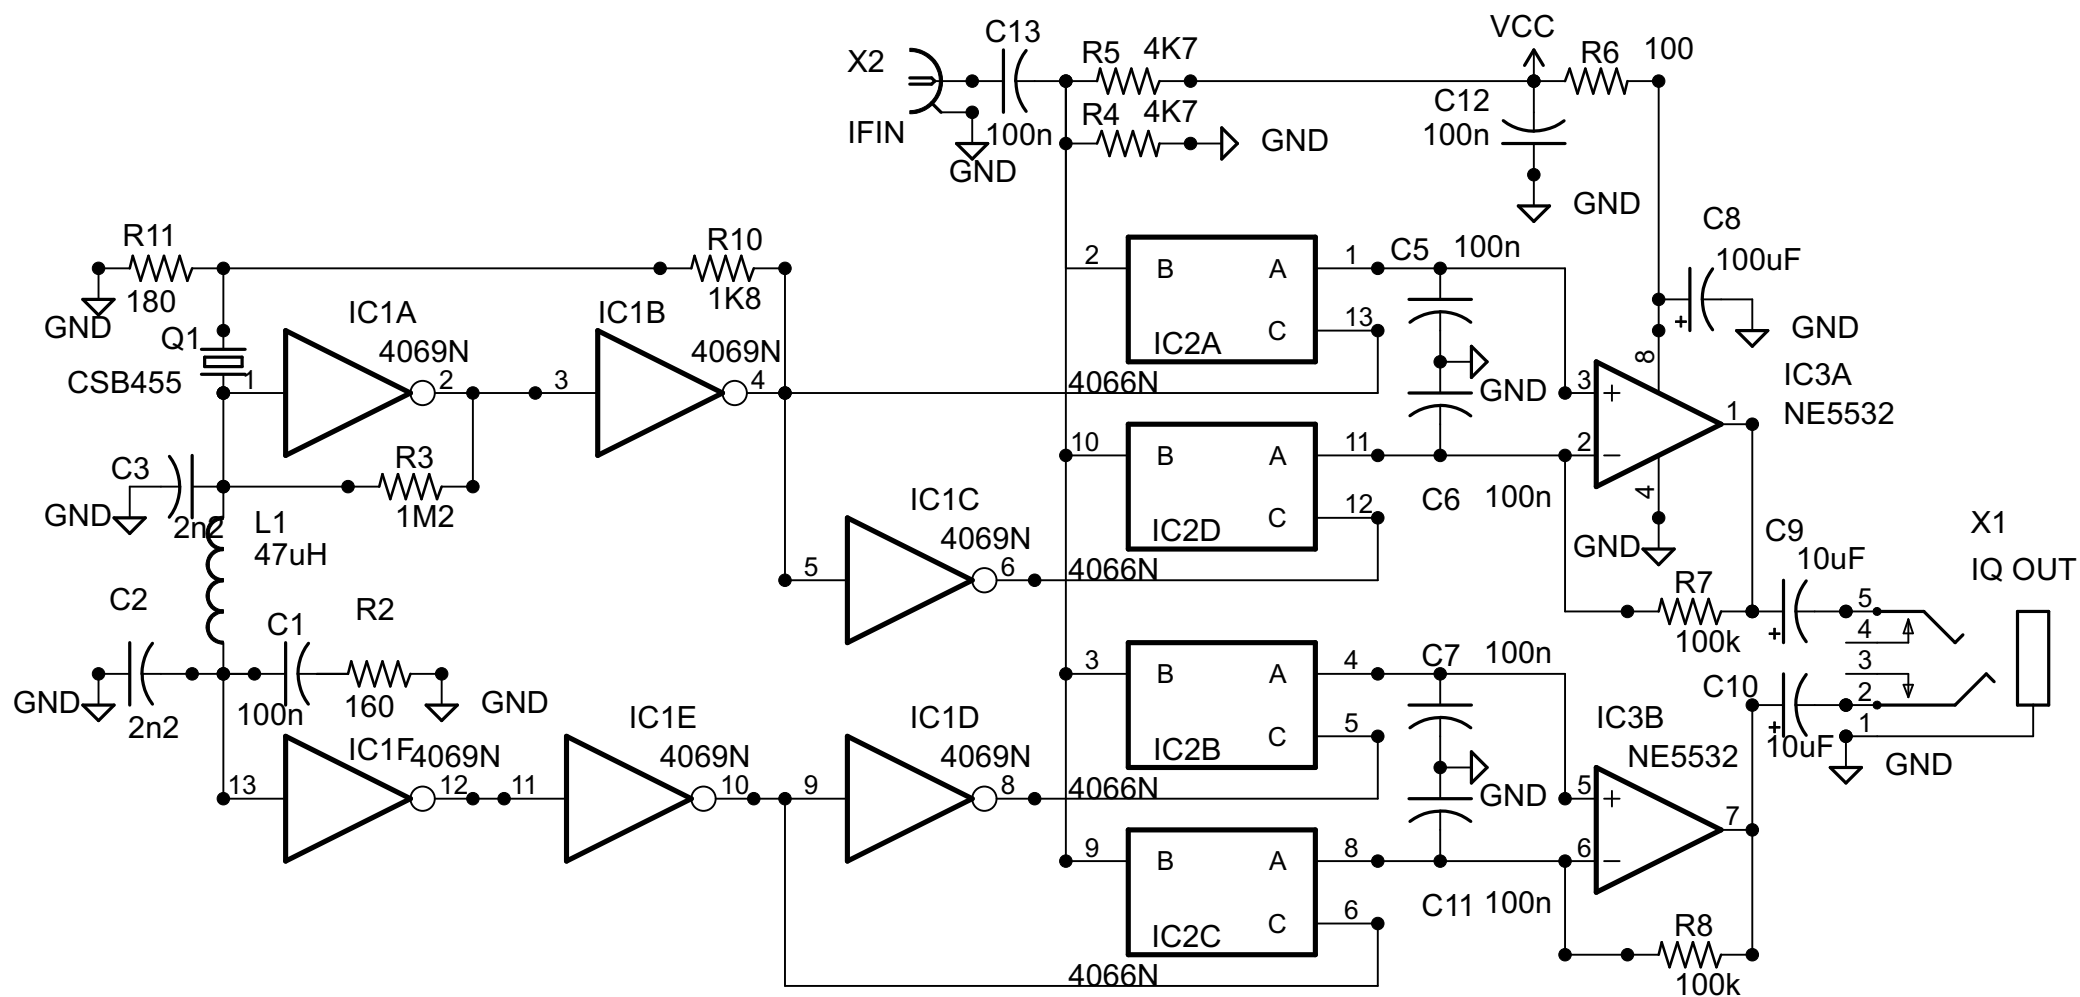 VCC
C13
R5 4K7
R6 100
X2
C12
100n
R4 4K7
IFIN
100n
GND
GND
GND
C8
R11
R10
C5 100n
100uF
2 B A 1
180
1K8
GND
IC1A
IC1B
13
C
+
GND
Q1
4069N
4069N
IC2A
8
IC3A
CSB455
1 2 3 4
4066N
GND
3 +
NE5532
1
10 B A 11
2 −
C3
R3
4
IC1C
C6 100n
12
C
GND
1M2
2n2
L1
47uH
4069N
IC2D
GND
C9
X1
10uF
IQ OUT
5 6
4066N
R7
C2
R2
C1
5
+
4
100k
3 B A 4
C7 100n
3
C10
2
GND
2n2
100n
160
GND
IC1E
IC1D
5
C
IC3B
+
1
10uF
IC1F
4069N
4069N
4069N
IC2B
NE5532
GND
13 12 11 10 9 8
4066N
GND
5 +
7
9 B A 8
6 −
C11 100n
6
C
R8
IC2C
4066N
100k